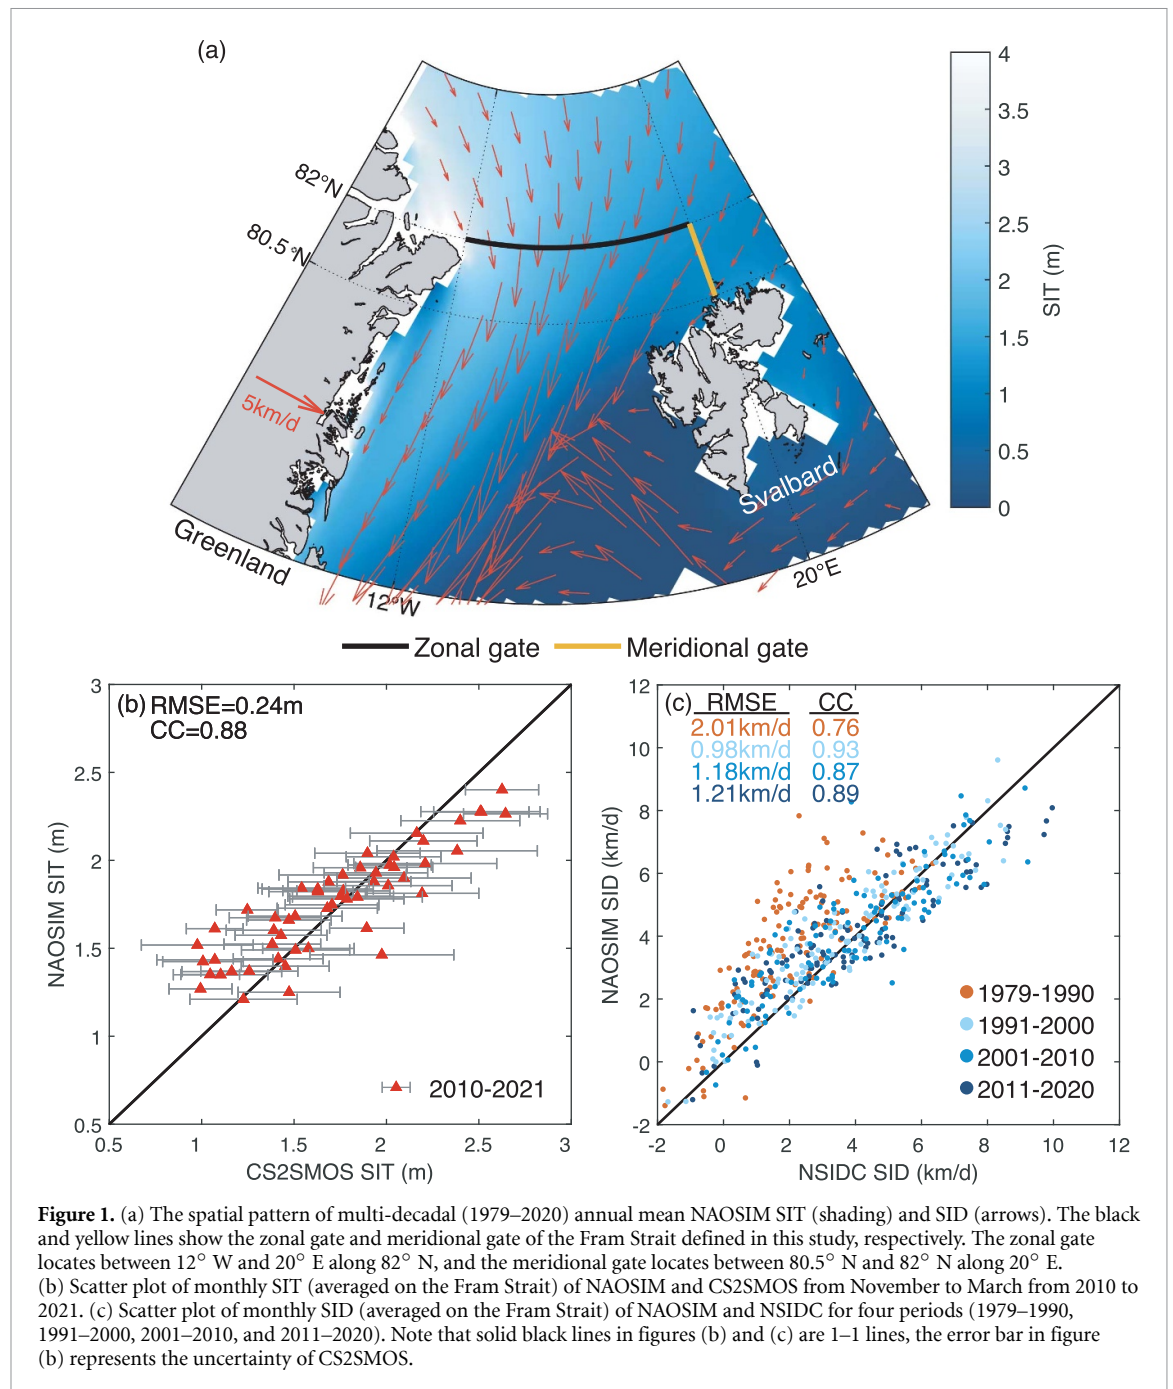 (a)
4
3.5
3
2.5
2
1.5
1
0.5
0
SIT (m)
82°N
80.5°N
5km/d
Greenland
Svalbard
12°W
20°E
Zonal gate
Meridional gate
(b) RMSE=0.24m
CC=0.88
3
2.5
2
1.5
1
0.5
NAOSIM SIT (m)
2010-2021
0.5 1 1.5 2 2.5 3
CS2SMOS SIT (m)
(c) RMSE CC
2.01km/d 0.76
0.98km/d 0.93
1.18km/d 0.87
1.21km/d 0.89
12
10
8
6
4
2
0
-2
NAOSIM SID (km/d)
1979-1990
1991-2000
2001-2010
2011-2020
-2 0 2 4 6 8 10 12
NSIDC SID (km/d)
Figure 1. (a) The spatial pattern of multi-decadal (1979–2020) annual mean NAOSIM SIT (shading) and SID (arrows). The black
and yellow lines show the zonal gate and meridional gate of the Fram Strait defined in this study, respectively. The zonal gate
locates between 12° W and 20° E along 82° N, and the meridional gate locates between 80.5° N and 82° N along 20° E.
(b) Scatter plot of monthly SIT (averaged on the Fram Strait) of NAOSIM and CS2SMOS from November to March from 2010 to
2021. (c) Scatter plot of monthly SID (averaged on the Fram Strait) of NAOSIM and NSIDC for four periods (1979–1990,
1991–2000, 2001–2010, and 2011–2020). Note that solid black lines in figures (b) and (c) are 1–1 lines, the error bar in figure
(b) represents the uncertainty of CS2SMOS.